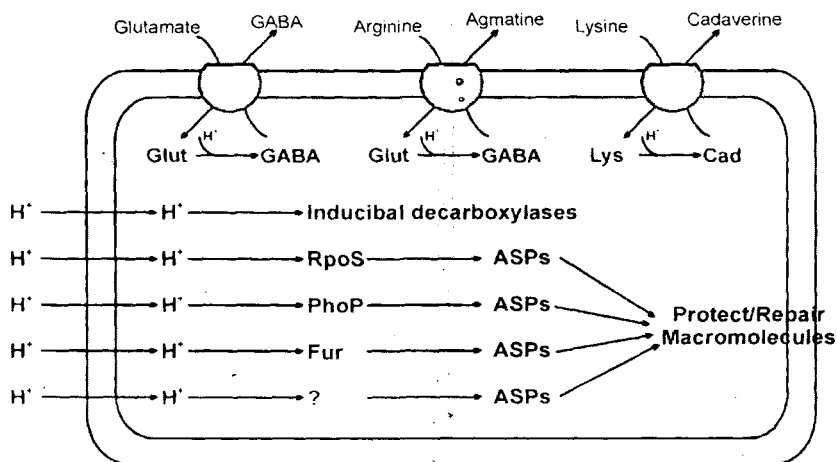 Glutamate GABA Arginine Agmatine Lysine Cadaverine
H⁺ H⁺ H⁺
Glut GABA Glut GABA Lys Cad
H⁺ H⁺ Inducibal decarboxylases
H⁺ H⁺ RpoS ASPs
H⁺ H⁺ PhoP ASPs
Protect/Repair
Macromolecules
H⁺ H⁺ Fur ASPs
H⁺ H⁺ ? ASPs